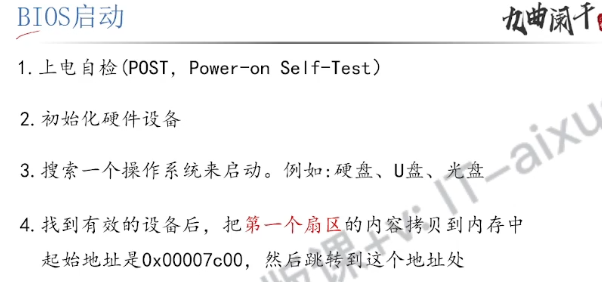 BIOS启动
九曲阑干
1.上电自检(POST, Power-on Self-Test)
2.初始化硬件设备
3.搜索一个操作系统来启动。例如:硬盘、U盘、光盘
4.找到有效的设备后，把第一个扇区的内容拷贝到内存中
起始地址是0x00007c00，然后跳转到这个地址处
课+v: IT-aixue